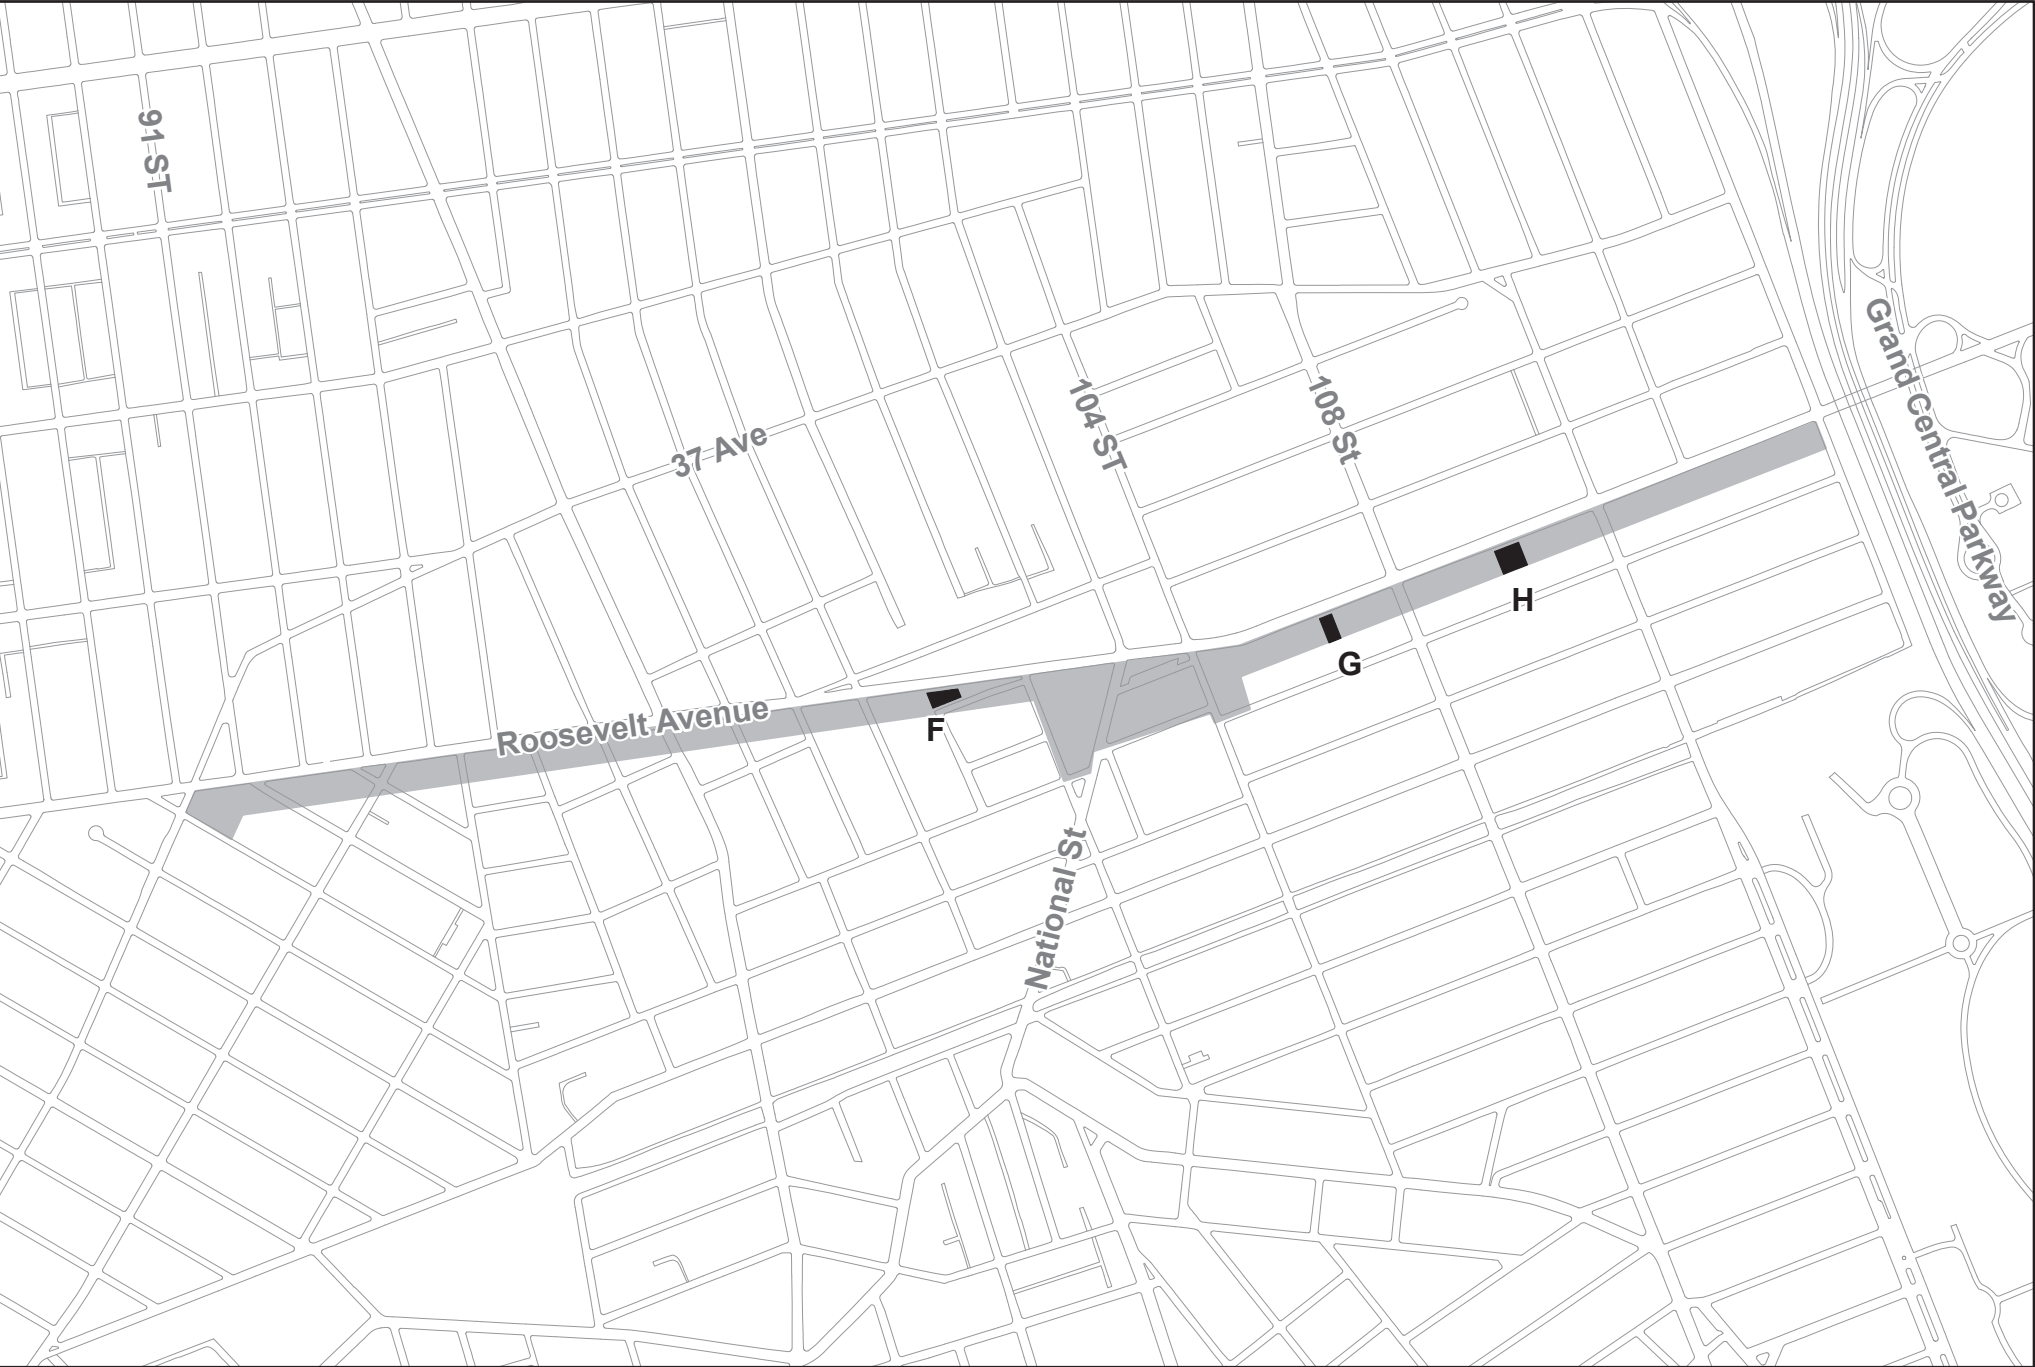 91 ST
Grand Central Parkway
104 ST
108 St
37 Ave
H
G
F
Roosevelt Avenue
National St